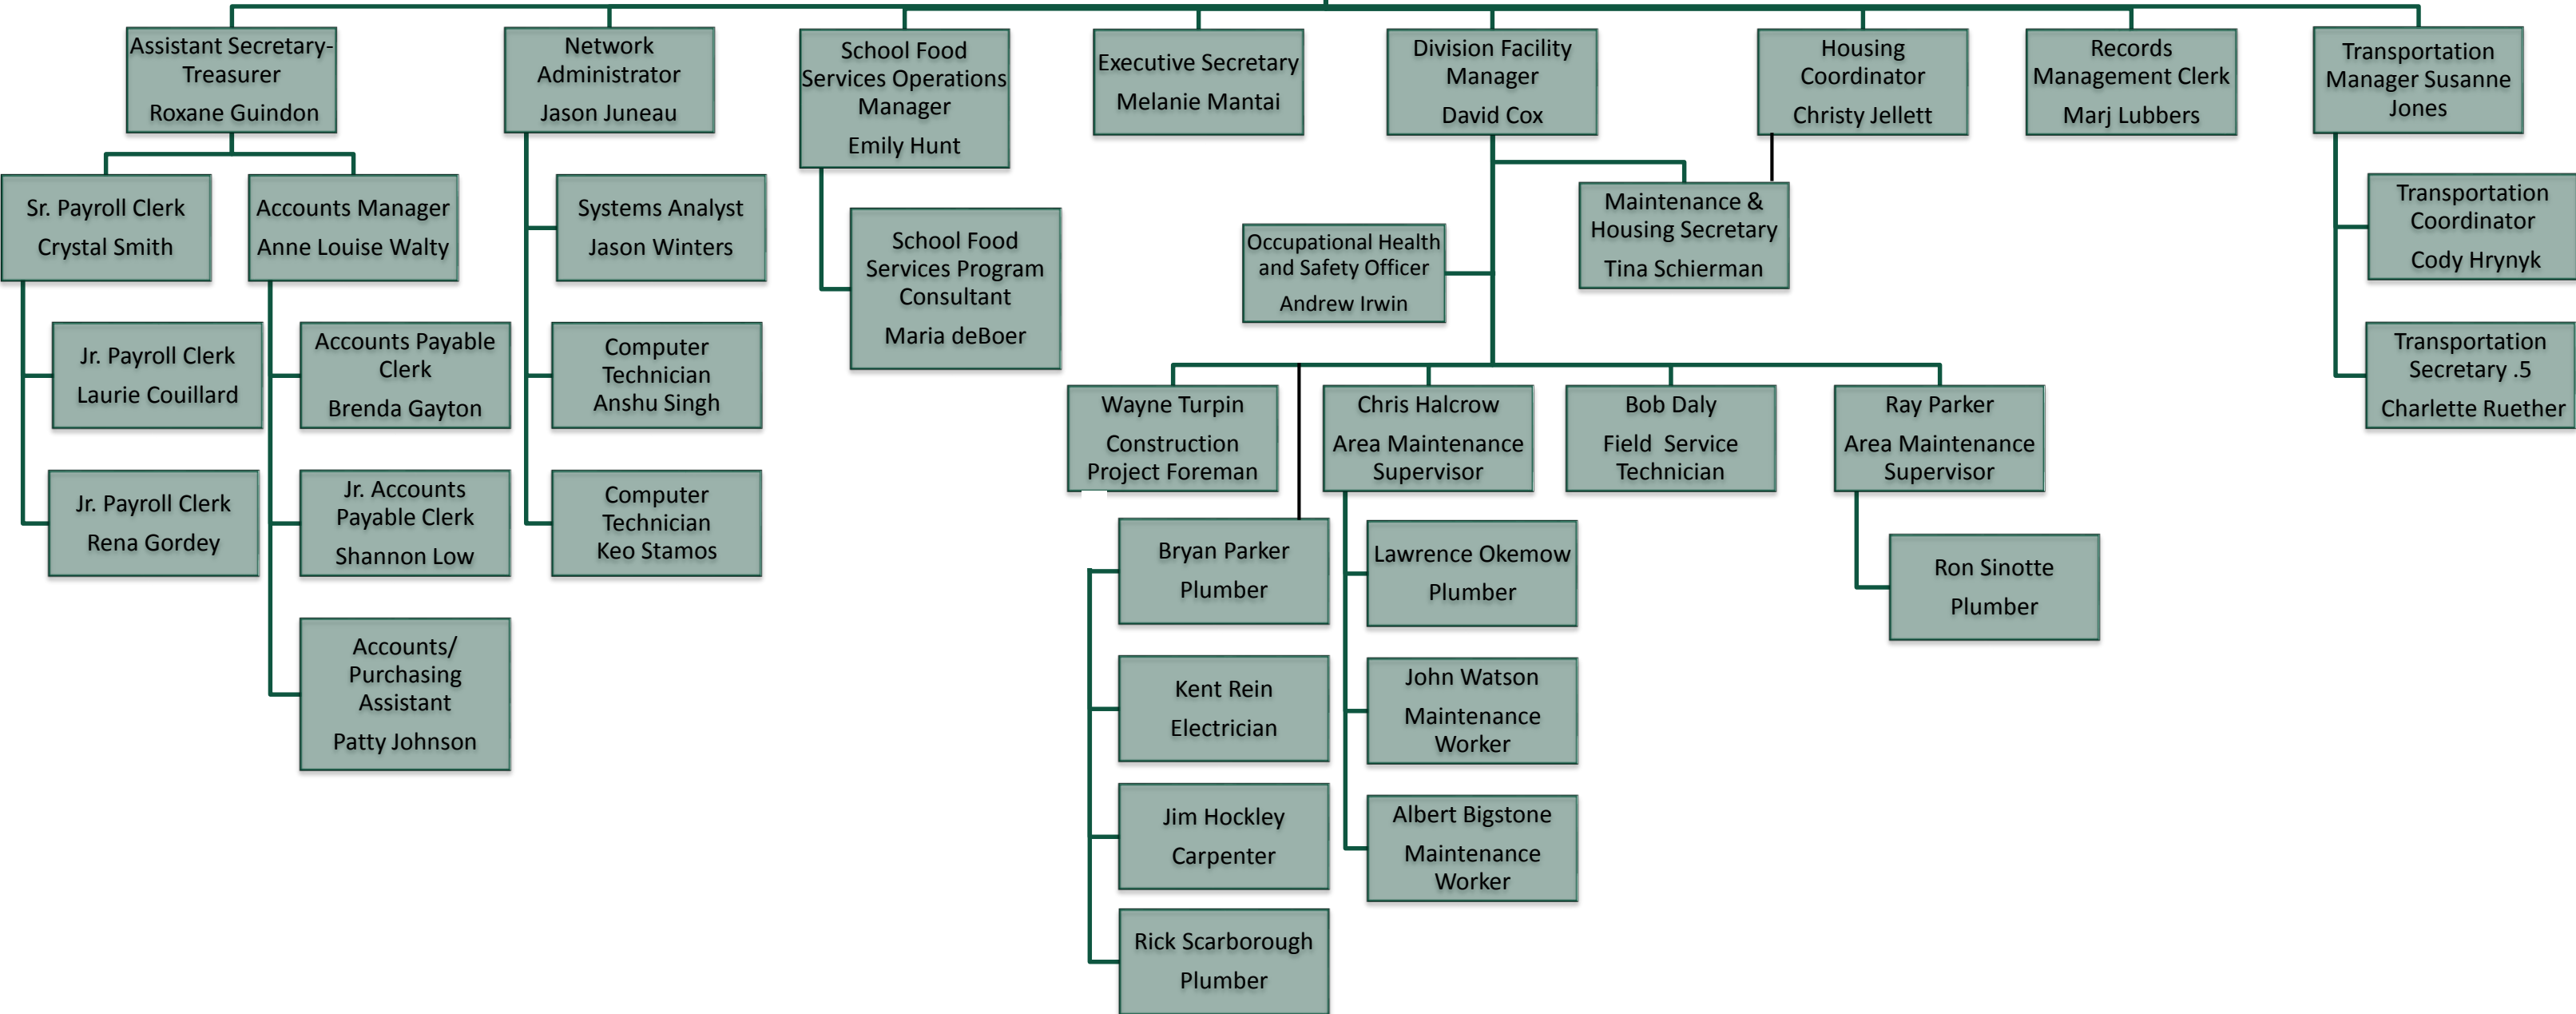 Assistant Secretary-
Treasurer
Roxane Guindon
Network
Administrator
Jason Juneau
School Food
Services Operations
Manager
Emily Hunt
Executive Secretary
Melanie Mantai
Division Facility
Manager
David Cox
Housing
Coordinator
Christy Jellett
Records
Management Clerk
Marj Lubbers
Transportation
Manager Susanne
Jones
Sr. Payroll Clerk
Crystal Smith
Accounts Manager
Anne Louise Walty
Systems Analyst
Jason Winters
School Food
Services Program
Consultant
Maria deBoer
Occupational Health
and Safety Officer
Andrew Irwin
Maintenance &
Housing Secretary
Tina Schierman
Transportation
Coordinator
Cody Hrynyk
Jr. Payroll Clerk
Laurie Couillard
Accounts Payable
Clerk
Brenda Gayton
Computer
Technician
Anshu Singh
Transportation
Secretary .5
Charlette Ruether
Wayne Turpin
Construction
Project Foreman
Chris Halcrow
Area Maintenance
Supervisor
Bob Daly
Field  Service
Technician
Ray Parker
Area Maintenance
Supervisor
Jr. Payroll Clerk
Rena Gordey
Jr. Accounts
Payable Clerk
Shannon Low
Computer
Technician
Keo Stamos
Bryan Parker
Plumber
Lawrence Okemow
Plumber
Ron Sinotte
Plumber
Accounts/
Purchasing
Assistant
Patty Johnson
Kent Rein
Electrician
John Watson
Maintenance
Worker
Jim Hockley
Carpenter
Albert Bigstone
Maintenance
Worker
Rick Scarborough
Plumber